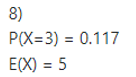 8)
P(X=3) = 0.117
E(X) = 5